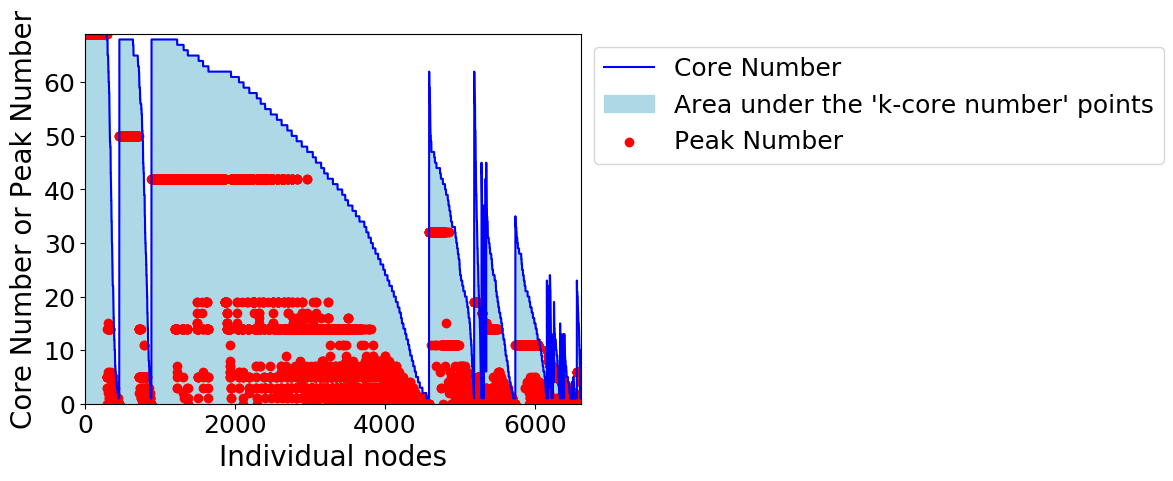 Core Number or Peak Number
60
50
40
30
20
10
0
0 2000 4000 6000
Individual nodes
Core Number
Area under the 'k-core number' points
Peak Number